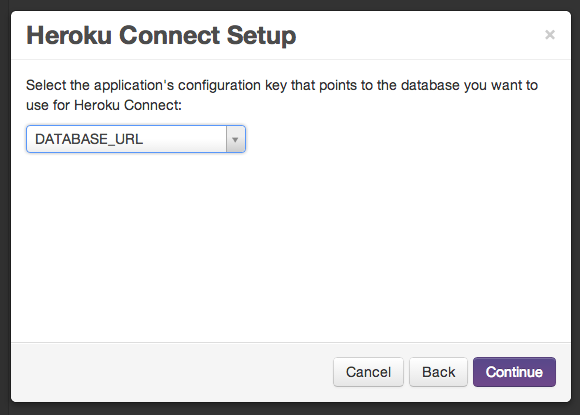 Heroku Connect Setup
×
Select the application's configuration key that points to the database you want to
use for Heroku Connect:
DATABASE_URL
Cancel Back Continue